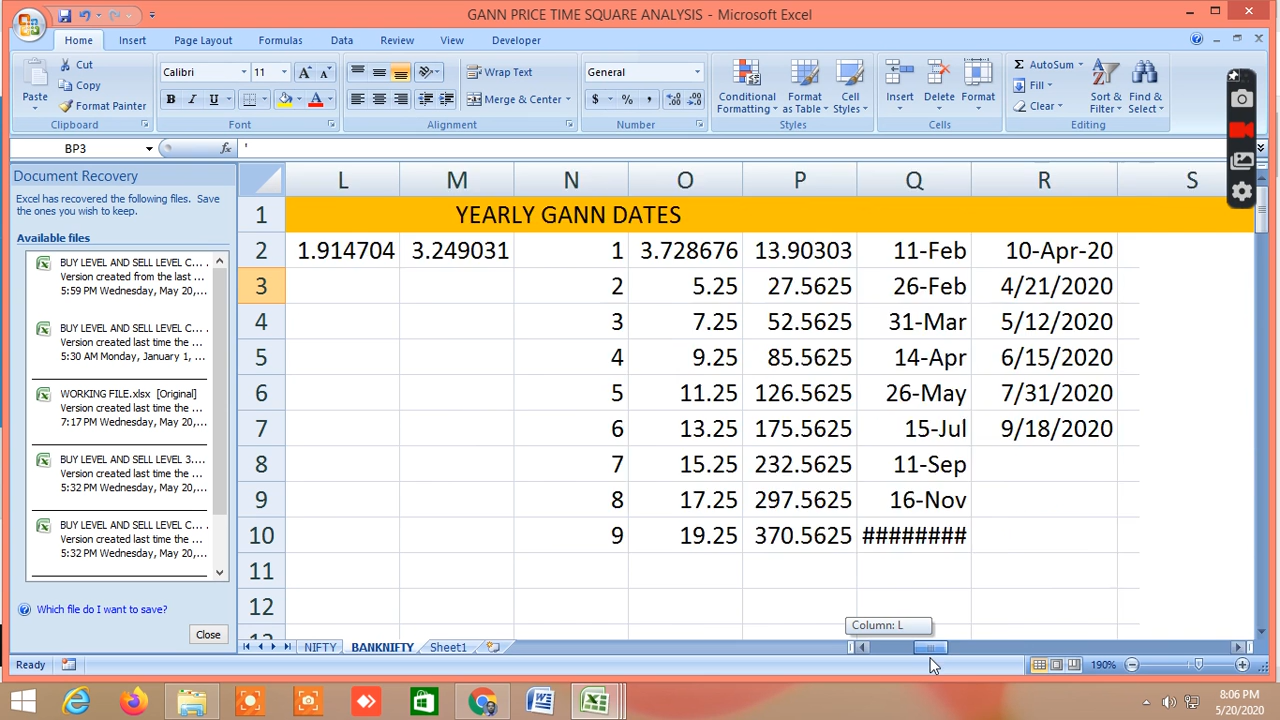 GANN PRICE TIME SQUARE ANALYSIS - Microsoft Excel
Home Insert Page Layout Formulas Data Review View Developer
Paste
Cut
Copy
Format Painter
Clipboard
Calibri 11
B I U
Font
Wrap Text
Merge & Center
Alignment
General
$ % ,
Number
Conditional Formatting
Format as Table
Cell Styles
Styles
Insert
Delete
Format
Cells
AutoSum
Fill
Clear
Sort & Filter
Find & Select
Editing
BP3 fx '
Document Recovery
Excel has recovered the following files. Save
the ones you wish to keep.
Available files
BUY LEVEL AND SELL LEVEL C...
Version created from the last ...
5:59 PM Wednesday, May 20,...
BUY LEVEL AND SELL LEVEL C...
Version created last time the ...
5:30 AM Monday, January 1, ...
WORKING FILE.xlsx [Original]
Version created last time the ...
7:17 PM Wednesday, May 20,...
BUY LEVEL AND SELL LEVEL 3....
Version created last time the ...
5:32 PM Wednesday, May 20,...
BUY LEVEL AND SELL LEVEL C...
Version created last time the ...
5:32 PM Wednesday, May 20,...
Which file do I want to save?
Close
L M N O P Q R S
1 YEARLY GANN DATES
2 1.914704 3.249031 1 3.728676 13.90303 11-Feb 10-Apr-20
3 2 5.25 27.5625 26-Feb 4/21/2020
4 3 7.25 52.5625 31-Mar 5/12/2020
5 4 9.25 85.5625 14-Apr 6/15/2020
6 5 11.25 126.5625 26-May 7/31/2020
7 6 13.25 175.5625 15-Jul 9/18/2020
8 7 15.25 232.5625 11-Sep
9 8 17.25 297.5625 16-Nov
10 9 19.25 370.5625 ########
11
12
13
Column: L
NIFTY BANKNIFTY Sheet1
Ready
190%
8:06 PM
5/20/2020